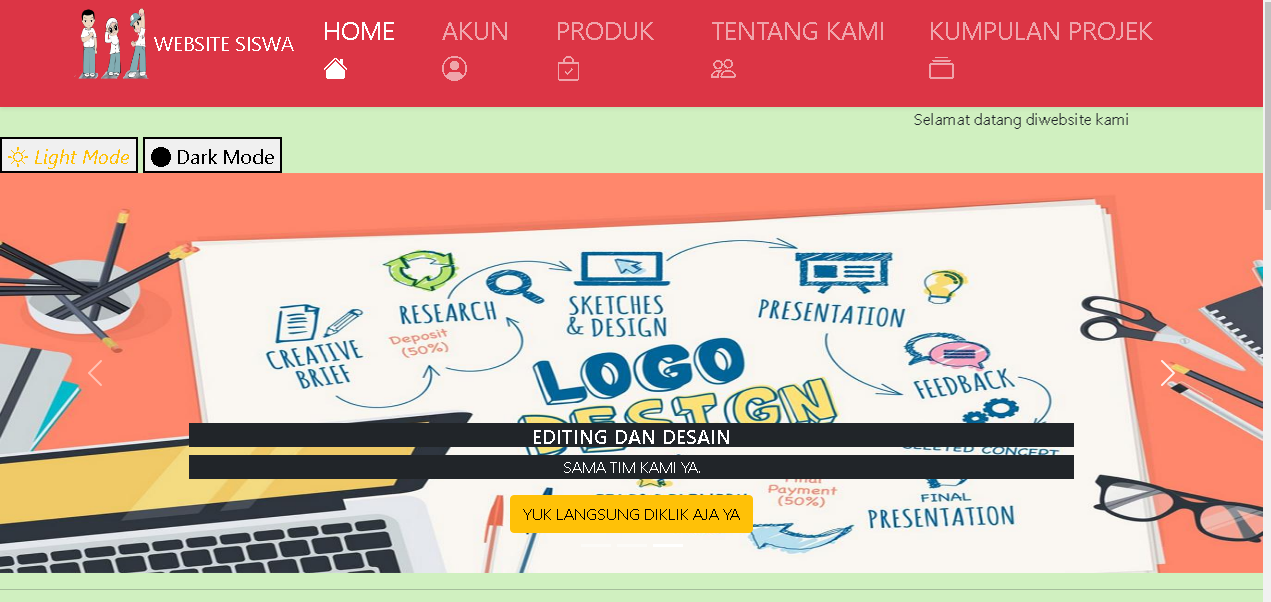 WEBSITE SISWA
HOME
AKUN
PRODUK
TENTANG KAMI
KUMPULAN PROJEK
Selamat datang diwebsite kami
Light Mode
Dark Mode
RESEARCH
SKETCHES
& DESIGN
PRESENTATION
CREATIVE
BRIEF
Deposit
(50%)
LOGO
DESIGN
FEEDBACK
EDITING DAN DESAIN
CONCEPT
SAMA TIM KAMI YA.
Final
Payment
(50%)
YUK LANGSUNG DIKLIK AJA YA
FINAL
PRESENTATION